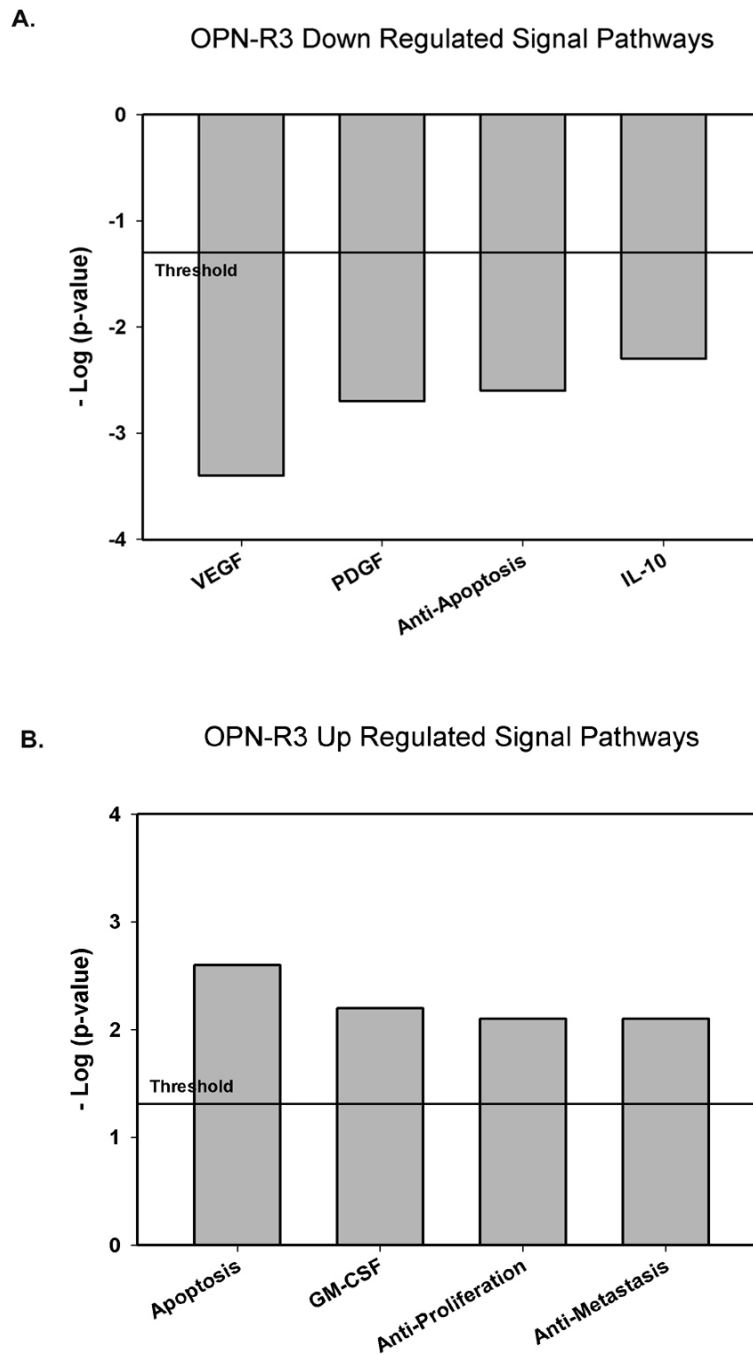 A.
OPN-R3 Down Regulated Signal Pathways
0
-1
Threshold
-2
-3
-4
- Log (p-value)
VEGF
PDGF
Anti-Apoptosis
IL-10
B.
OPN-R3 Up Regulated Signal Pathways
4
3
2
Threshold
1
0
- Log (p-value)
Apoptosis
GM-CSF
Anti-Proliferation
Anti-Metastasis